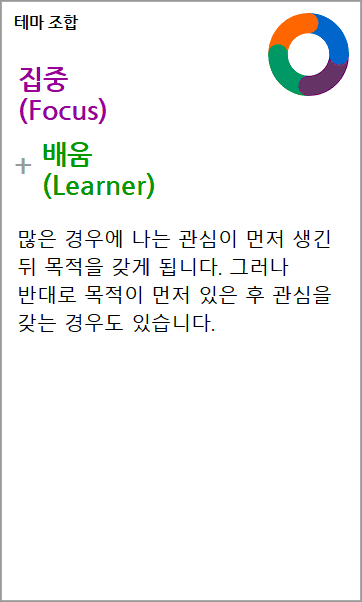 테마 조합
집중
(Focus)
+ 배움
(Learner)
많은 경우에 나는 관심이 먼저 생긴
뒤 목적을 갖게 됩니다. 그러나
반대로 목적이 먼저 있은 후 관심을
갖는 경우도 있습니다.